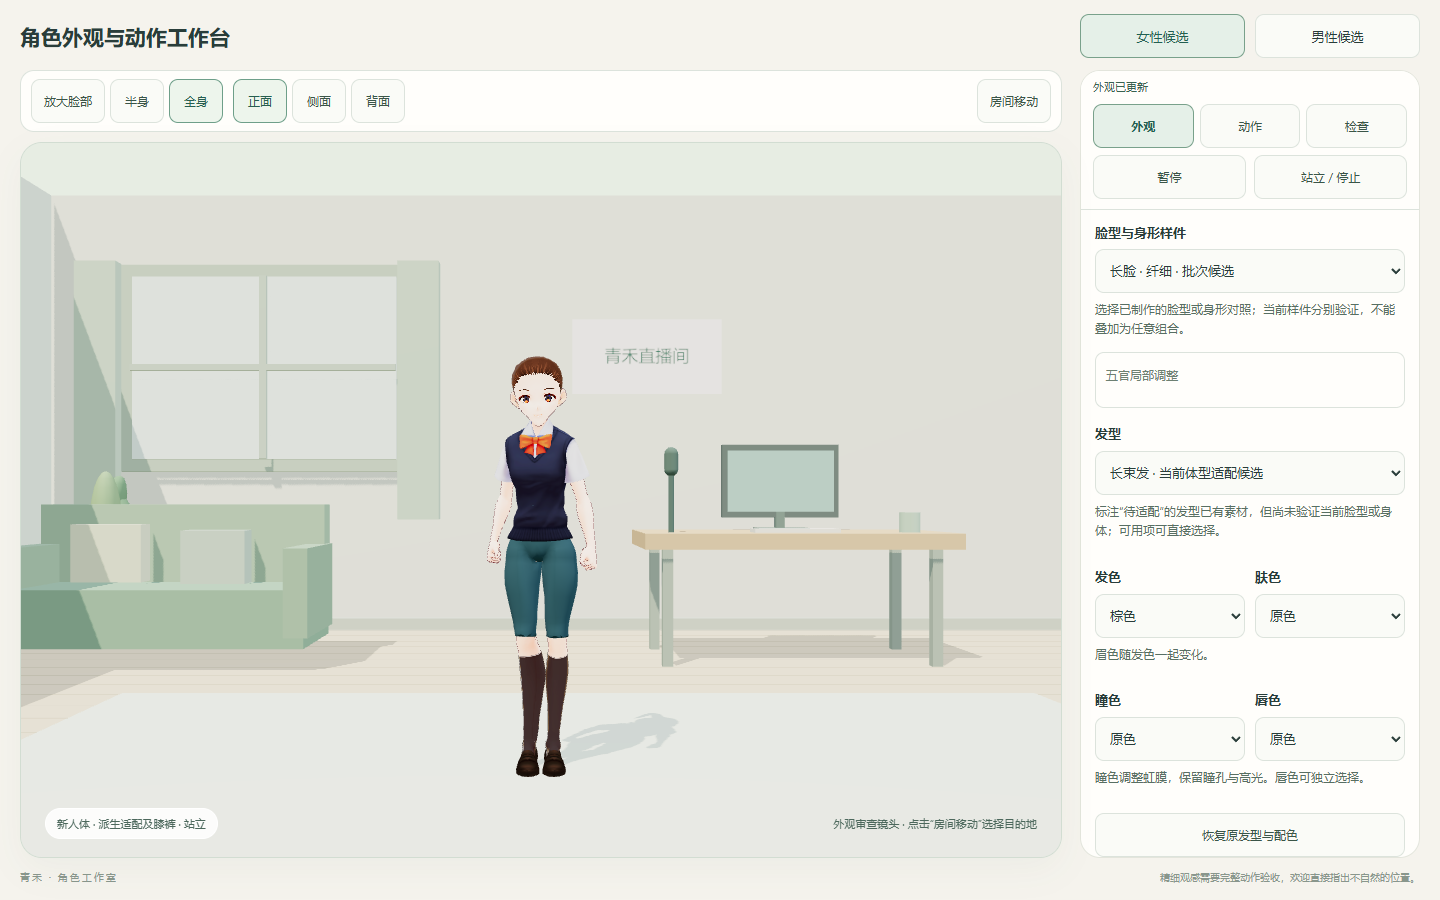 角色外观与动作工作台
女性候选
男性候选
放大脸部
半身
全身
正面
侧面
背面
房间移动
外观已更新
外观
动作
检查
暂停
站立 / 停止
脸型与身形样件
长脸 · 纤细 · 批次候选
选择已制作的脸型或身形对照；当前样件分别验证，不能
叠加为任意组合。
五官局部调整
发型
长束发 · 当前体型适配候选
标注“待适配”的发型已有素材，但尚未验证当前脸型或身
体；可用项可直接选择。
发色
肤色
棕色
原色
眉色随发色一起变化。
瞳色
唇色
原色
原色
瞳色调整虹膜，保留瞳孔与高光。唇色可独立选择。
恢复原发型与配色
青禾直播间
新人体 · 派生适配及膝裤 · 站立
外观审查镜头 · 点击“房间移动”选择目的地
青禾 · 角色工作室
精细观感需要完整动作验收，欢迎直接指出不自然的位置。